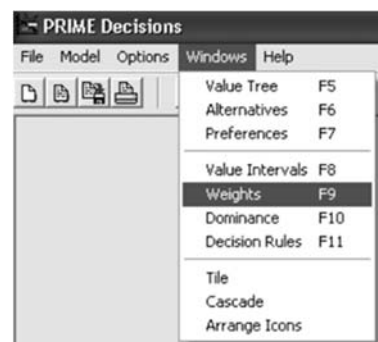 PRIME Decisions
File Model Options Windows Help
Value Tree F5
Alternatives F6
Preferences F7
Value Intervals F8
Weights F9
Dominance F10
Decision Rules F11
Tile
Cascade
Arrange Icons